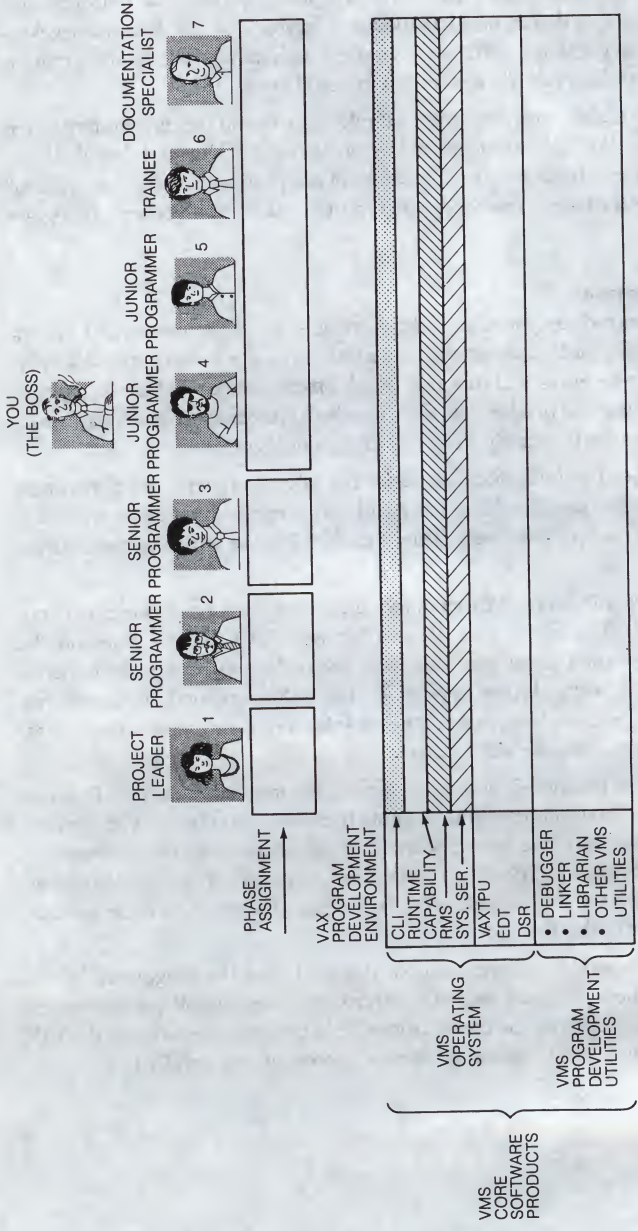 YOU
(THE BOSS)
PROJECT
LEADER
SENIOR
PROGRAMMER
SENIOR
PROGRAMMER
JUNIOR
PROGRAMMER
JUNIOR
PROGRAMMER
TRAINEE
DOCUMENTATION
SPECIALIST
1
2
3
4
5
6
7
PHASE
ASSIGNMENT
VAX
PROGRAM
DEVELOPMENT
ENVIRONMENT
VMS
CORE
SOFTWARE
PRODUCTS
VMS
OPERATING
SYSTEM
CLI
RUNTIME
CAPABILITY
RMS
SYS. SER.
VAXTPU
EDT
DSR
VMS
PROGRAM
DEVELOPMENT
UTILITIES
• DEBUGGER
• LINKER
• LIBRARIAN
• OTHER VMS
UTILITIES